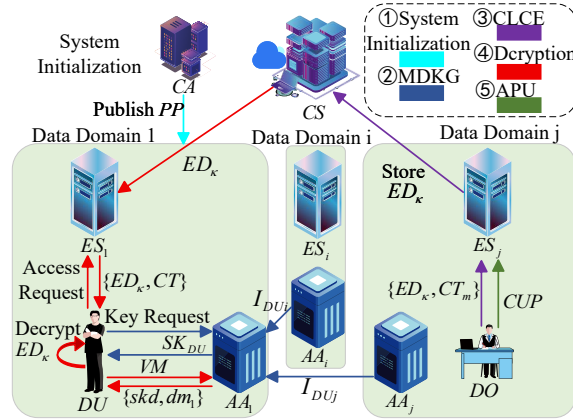 System
Initialization
CA
Publish PP
CS
①System
Initialization
②MDKG
③CLCE
④Dcryption
⑤APU
Data Domain 1
Data Domain i
Data Domain j
ED_κ
Store
ED_κ
ES_1
ES_i
ES_j
Access
Request
{ED_κ, CT}
{ED_κ, CT_m}
CUP
Decrypt
ED_κ
Key Request
SK_DU
VM
{skd, dm_1}
DU
AA_1
I_DUi
AA_i
I_DUj
AA_j
DO